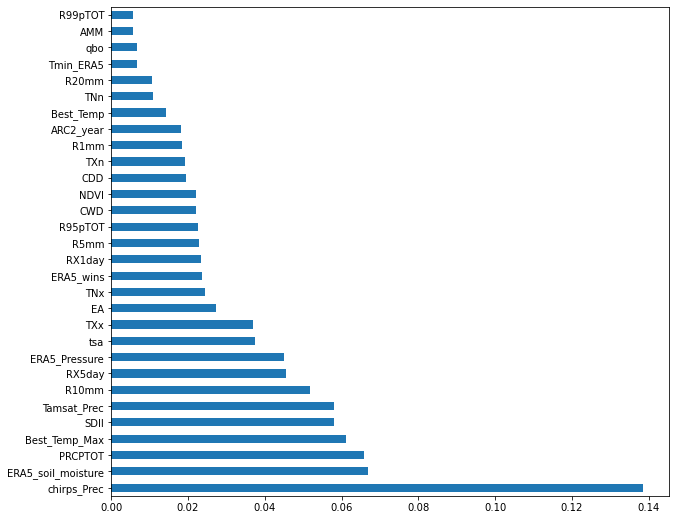 R99pTOT
AMM
qbo
Tmin_ERA5
R20mm
TNn
Best_Temp
ARC2_year
R1mm
TXn
CDD
NDVI
CWD
R95pTOT
R5mm
RX1day
ERA5_wins
TNx
EA
TXx
tsa
ERA5_Pressure
RX5day
R10mm
Tamsat_Prec
SDII
Best_Temp_Max
PRCPTOT
ERA5_soil_moisture
chirps_Prec
0.00 0.02 0.04 0.06 0.08 0.10 0.12 0.14